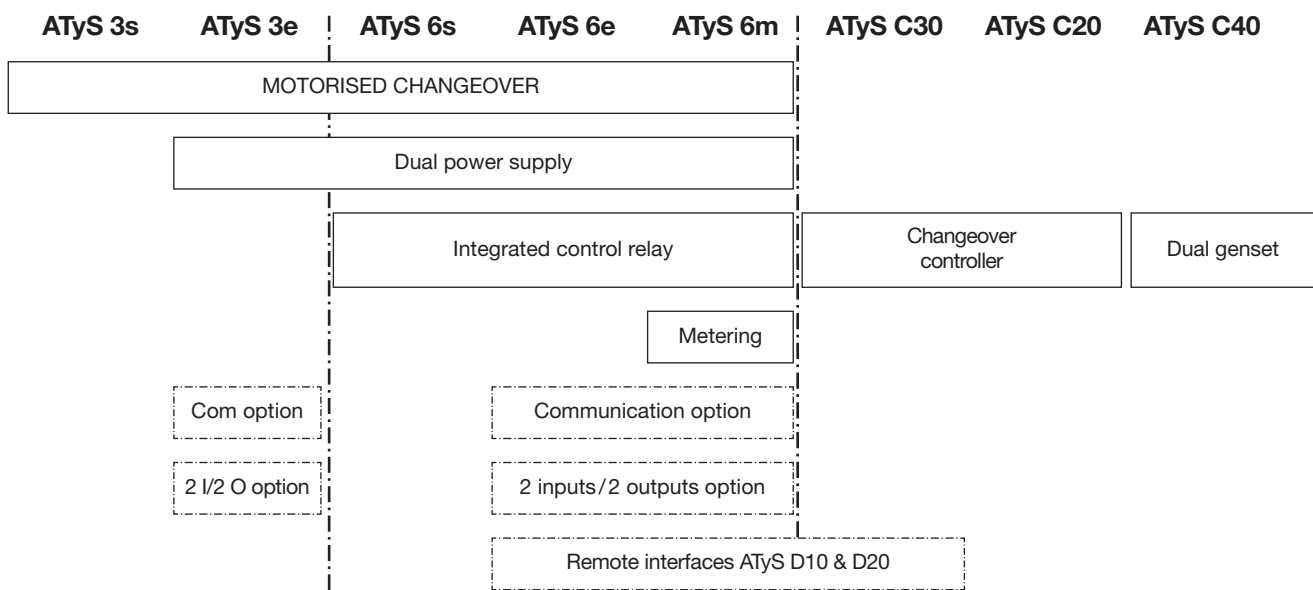 ATyS 3s ATyS 3e ATyS 6s ATyS 6e ATyS 6m ATyS C30 ATyS C20 ATyS C40
MOTORISED CHANGEOVER
Dual power supply
Integrated control relay
Changeover
controller
Dual genset
Metering
Com option
Communication option
2 I/2 O option
2 inputs/2 outputs option
Remote interfaces ATyS D10 & D20